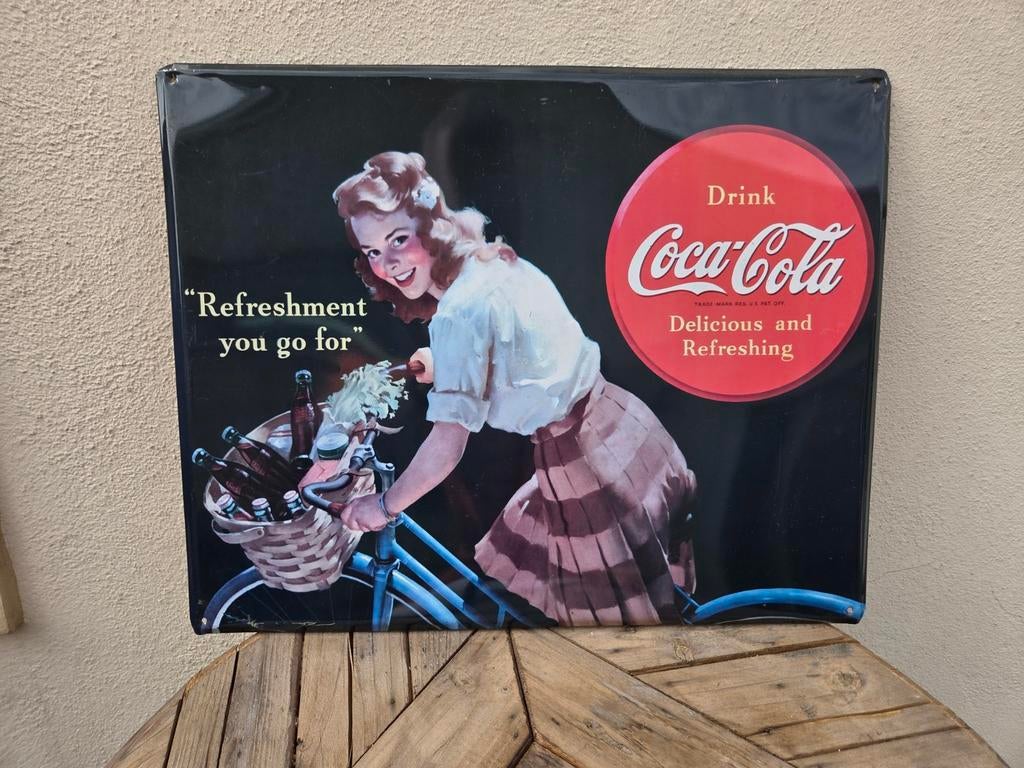 "Refreshment
you go for"
Drink
Coca-Cola
TRADE-MARK REG. U.S. PAT. OFF.
Delicious and
Refreshing